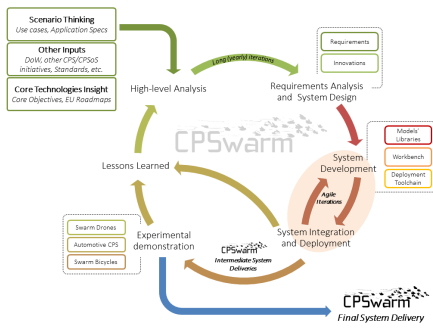 Scenario Thinking
Use cases, Application Specs
Other Inputs
DoW, other CPS/CPSoS
initiatives, Standards, etc.
Core Technologies Insight
Core Objectives, EU Roadmaps
High-level Analysis
Long (yearly) iterations
Requirements
Innovations
Requirements Analysis
and System Design
CPSwarm
Models'
Libraries
Workbench
Deployment
Toolchain
System
Development
Agile
Iterations
Lessons Learned
System Integration
and Deployment
Swarm Drones
Automotive CPS
Swarm Bicycles
Experimental
demonstration
CPSwarm
Intermediate System
Deliveries
CPSwarm
Final System Delivery